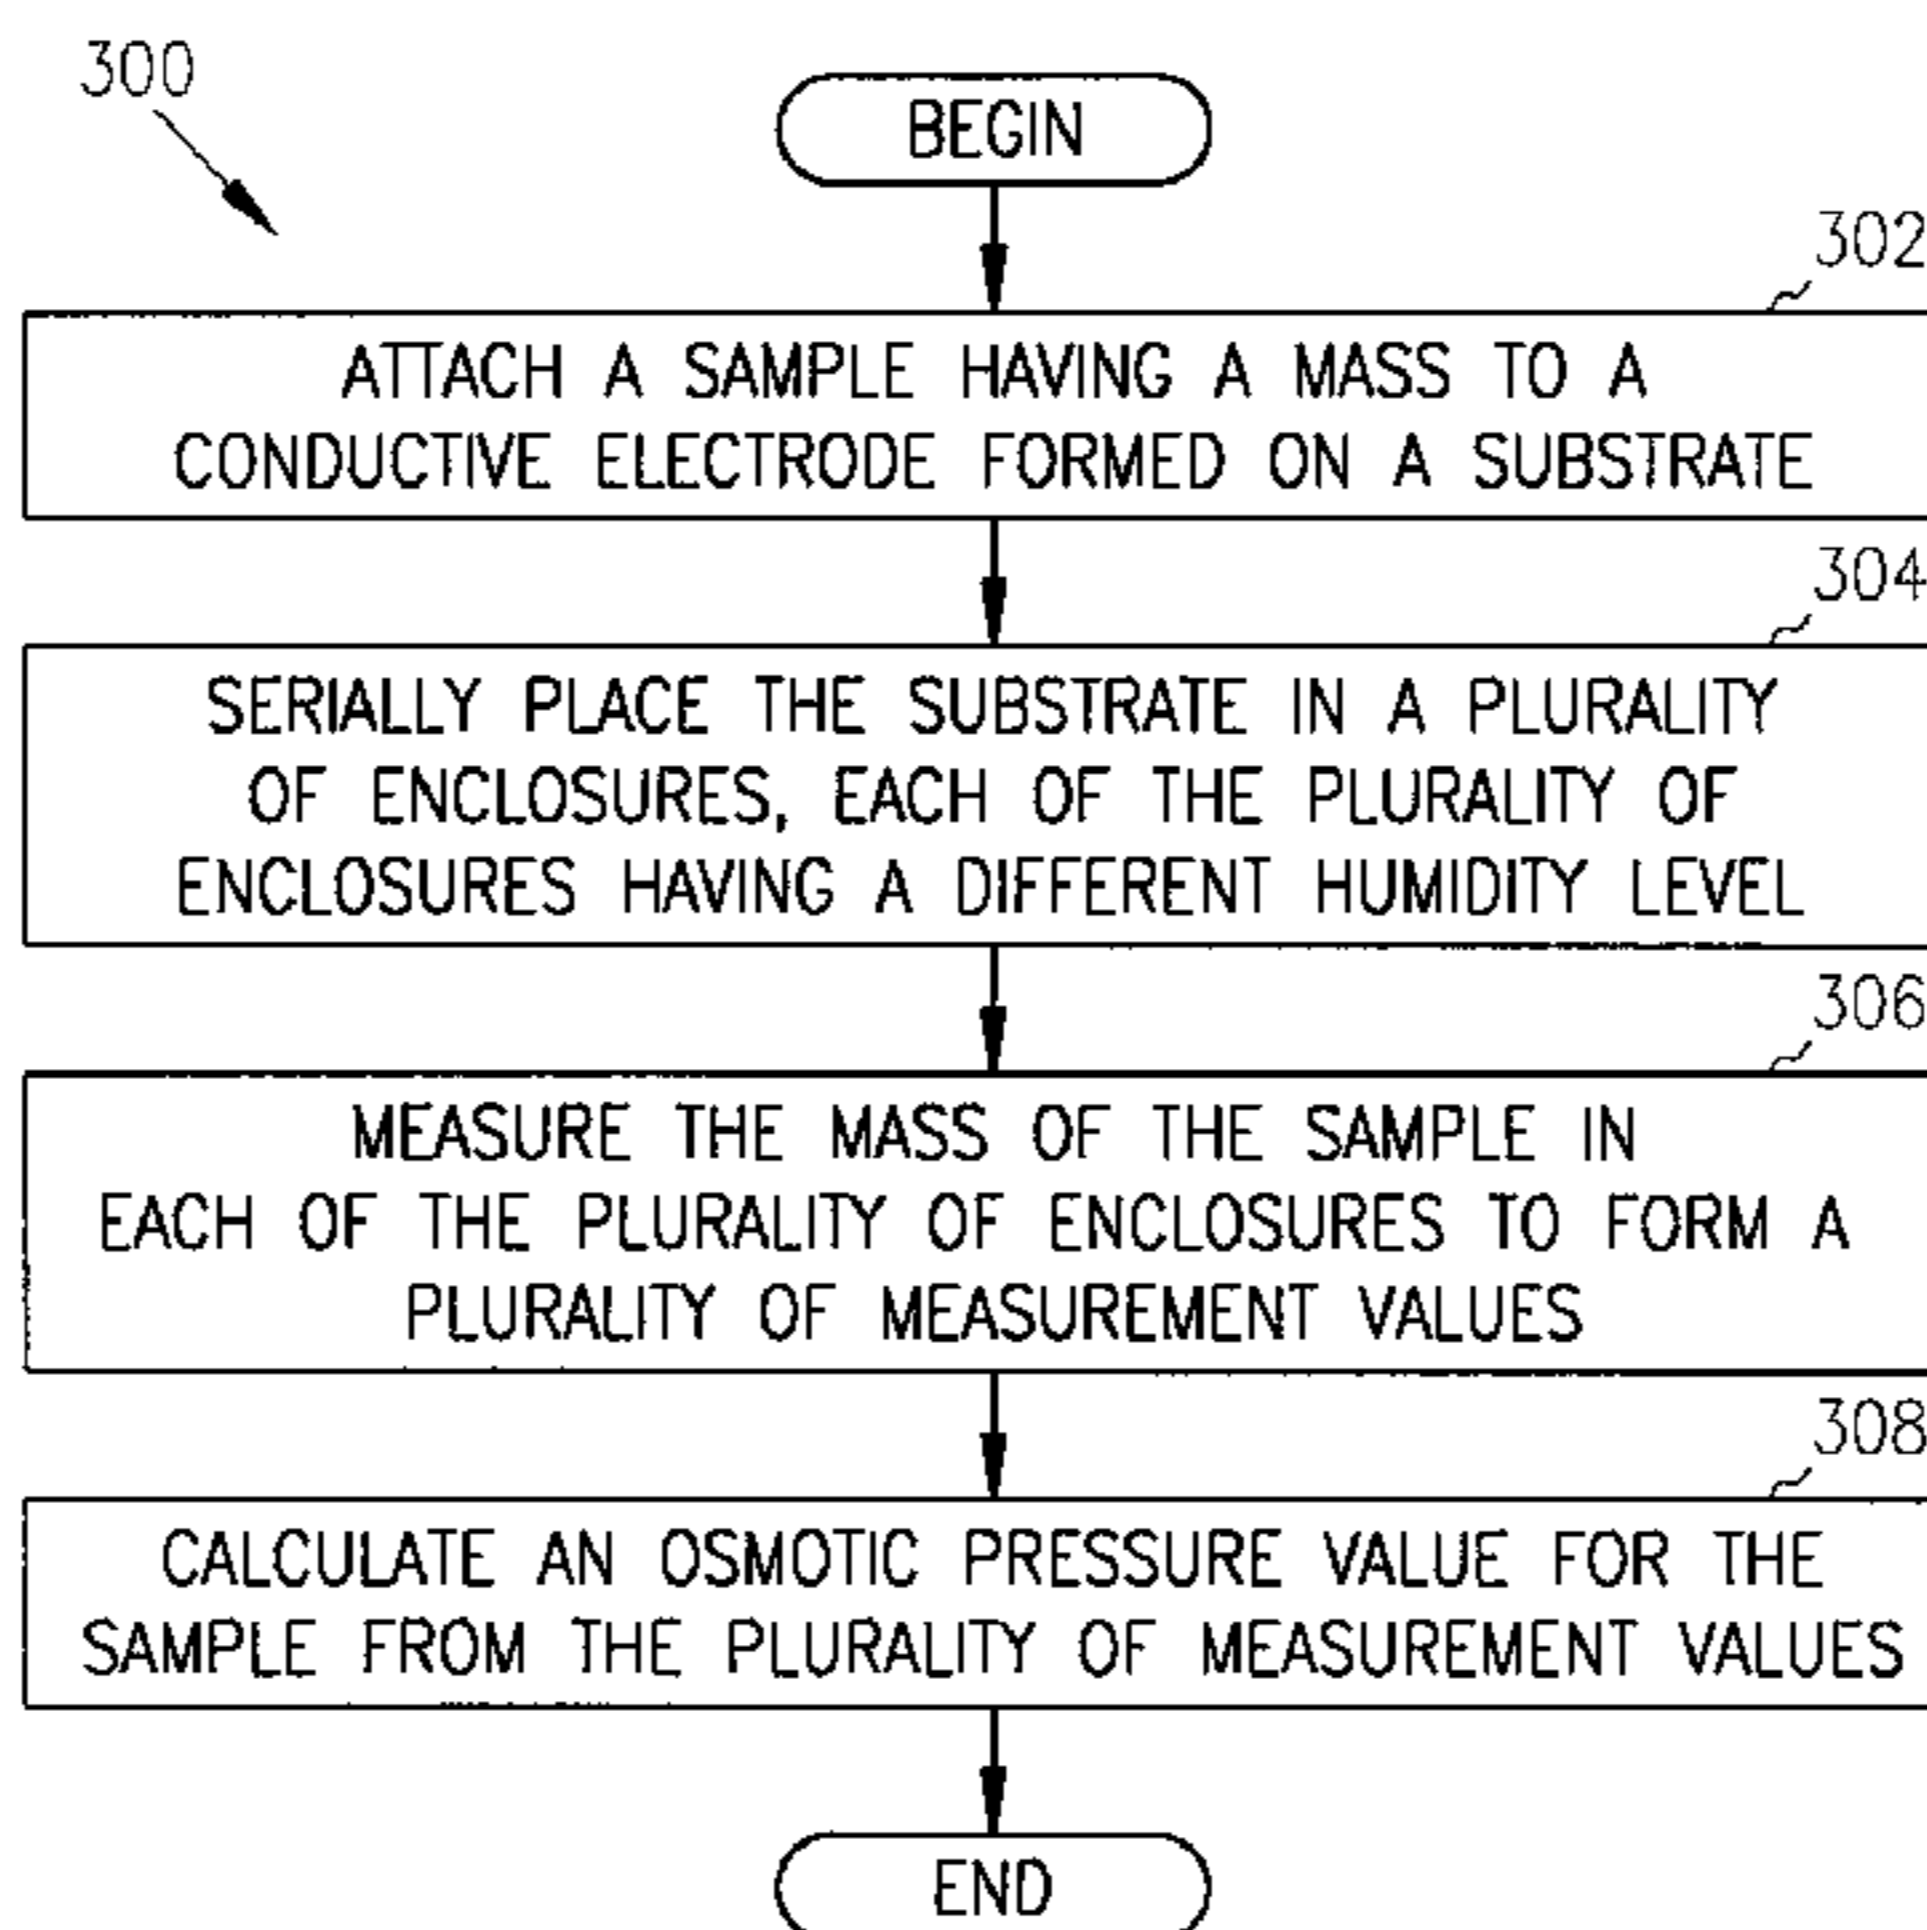 300
BEGIN
302
ATTACH A SAMPLE HAVING A MASS TO A
CONDUCTIVE ELECTRODE FORMED ON A SUBSTRATE
304
SERIALLY PLACE THE SUBSTRATE IN A PLURALITY
OF ENCLOSURES, EACH OF THE PLURALITY OF
ENCLOSURES HAVING A DIFFERENT HUMIDITY LEVEL
306
MEASURE THE MASS OF THE SAMPLE IN
EACH OF THE PLURALITY OF ENCLOSURES TO FORM A
PLURALITY OF MEASUREMENT VALUES
308
CALCULATE AN OSMOTIC PRESSURE VALUE FOR THE
SAMPLE FROM THE PLURALITY OF MEASUREMENT VALUES
END